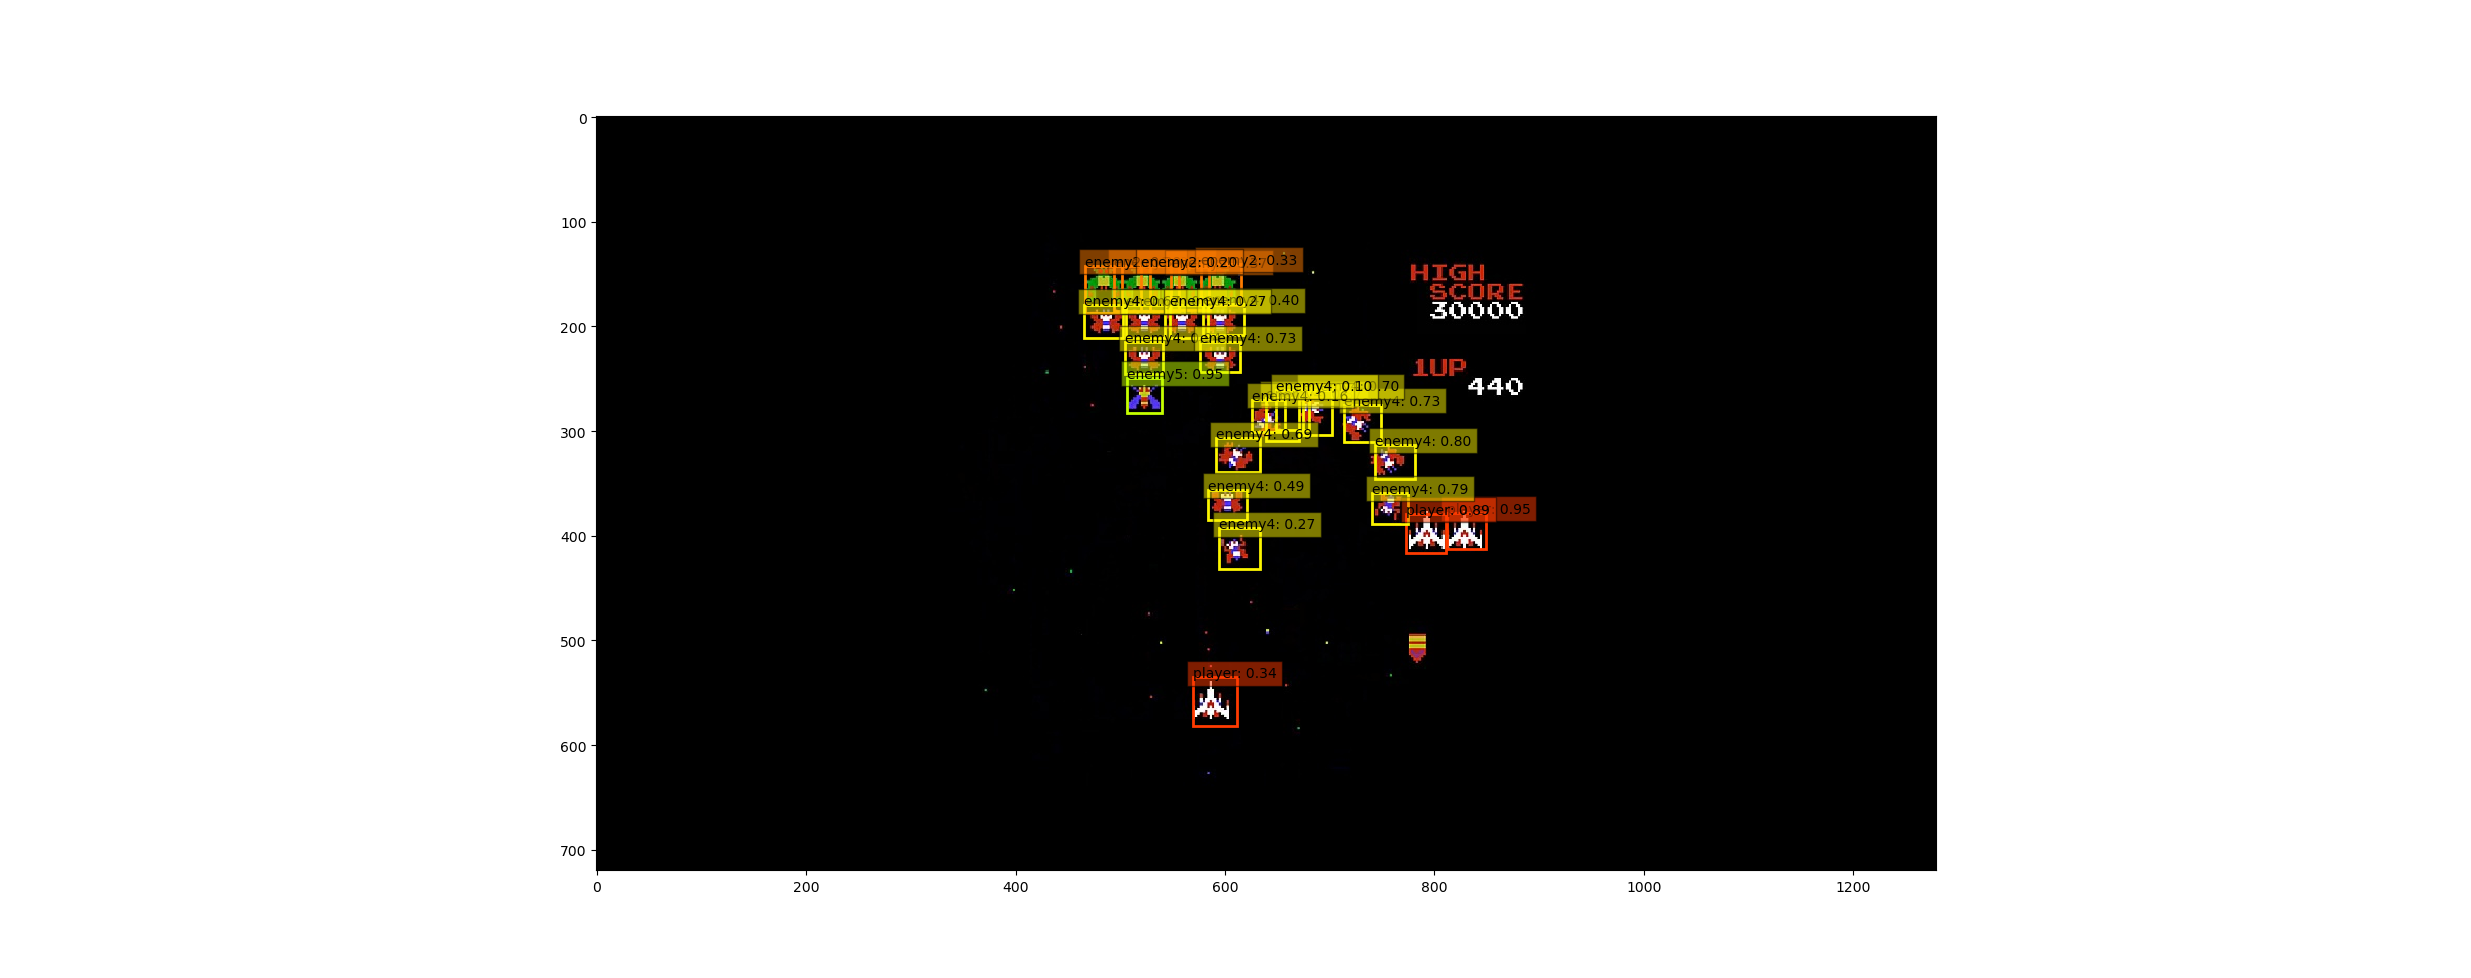 0
100
enemy2: 0.20
enemy2: 0.33
HIGH
SCORE
30000
enemy4: 0.27
0.40
200
enemy4:
enemy4: 0.73
1UP
440
enemy5: 0.95
enemy4: 0.10
0.70
enemy4: 0.73
300
enemy4: 0.69
enemy4: 0.80
enemy4: 0.49
enemy4: 0.79
player: 0.89
0.95
400
enemy4: 0.27
500
player: 0.34
600
700
0 200 400 600 800 1000 1200